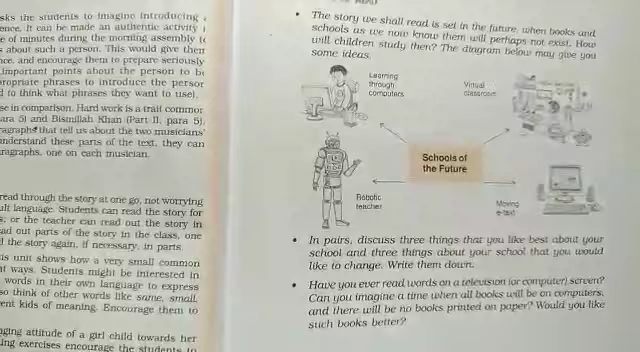 sks the students to imagine introducing
ence. It can be made an authentic activity
e of minutes during the morning assembly
about such a person. This would give them
nce, and encourage them to prepare seriously
important points about the person to be
ropriate phrases to introduce the person
to think what phrases they want to use).
se in comparison. Hard work is a trait common
ara 5) and Bismillah Khan (Part II, para 5).
ragraphs that tell us about the two musicians'
understand these parts of the text, they can
ragraphs, one on each musician.
read through the story at one go, not worrying
ult language. Students can read the story for
s; or the teacher can read out the story in
ad out parts of the story in the class, one
d the story again, if necessary, in parts.
is unit shows how a very small common
nt ways. Students might be interested in
words in their own language to express
so think of other words like same, small,
ent kids of meaning. Encourage them to
nging attitude of a girl child towards her
ing exercises encourage the students to
• The story we shall read is set in the future, when books and
schools as we now know them will perhaps not exist. How
will children study then? The diagram below may give you
some ideas.
Learning
through
computers
Virtual
classroom
Schools of
the Future
Robotic
teacher
Moving
e-text
• In pairs, discuss three things that you like best about your
school and three things about your school that you would
like to change. Write them down.
• Have you ever read words on a television (or computer) screen?
Can you imagine a time when all books will be on computers,
and there will be no books printed on paper? Would you like
such books better?